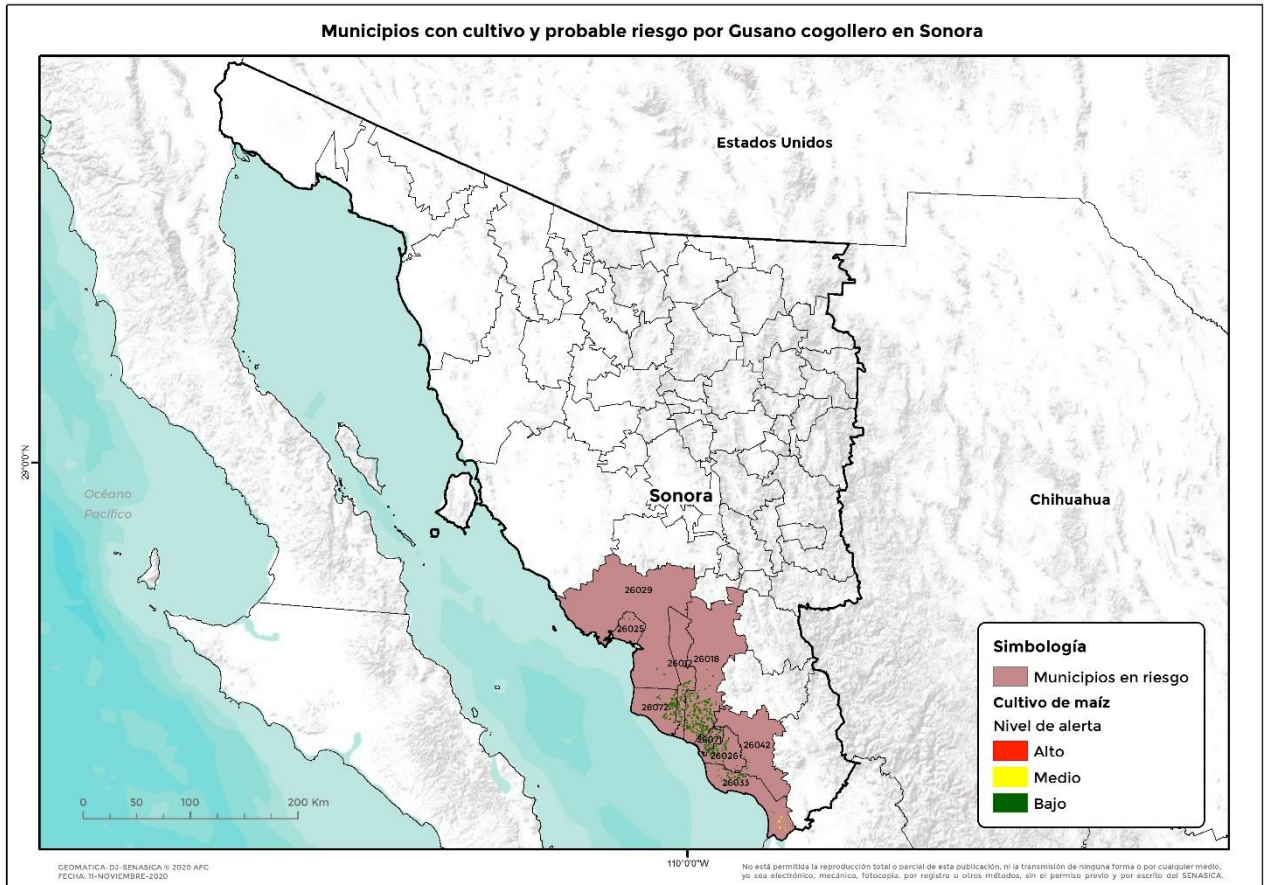 Municipios con cultivo y probable riesgo por Gusano cogollero en Sonora
Estados Unidos
29°0'0"N
Océano
Pacífico
Sonora
Chihuahua
26029
26025
26012
26018
26072
26071
26042
26026
26033
Simbología
Municipios en riesgo
Cultivo de maíz
Nivel de alerta
Alto
Medio
Bajo
0 50 100 200 Km
110°0'0"W
GEOMATICA-DJ-SENASICA © 2020 AFC
FECHA: 11-NOVIEMBRE-2020
No está permitida la reproducción total o parcial de esta publicación, ni la transmisión de ninguna forma o por cualquier medio,
ya sea electrónico, mecánico, fotocopia, por registro u otros métodos, sin el permiso previo y por escrito del SENASICA.